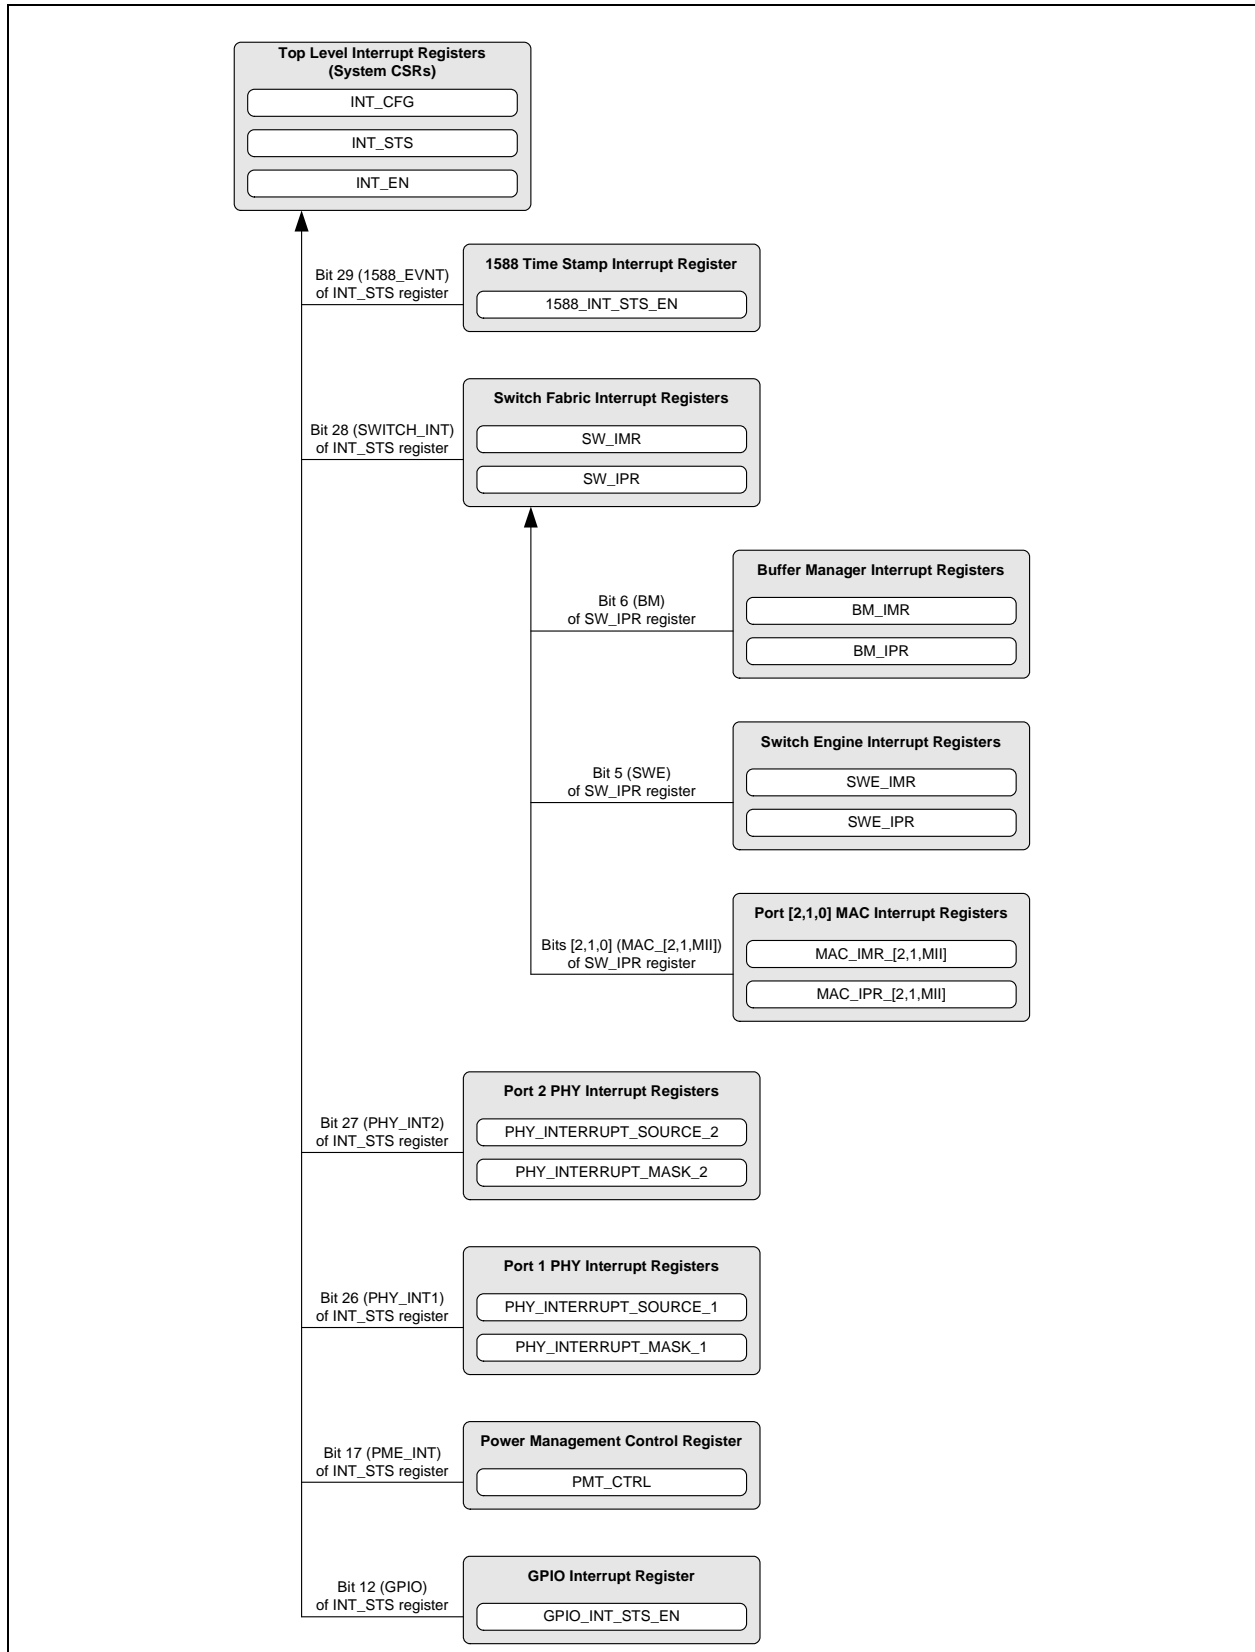 Top Level Interrupt Registers
(System CSRs)
INT_CFG
INT_STS
INT_EN
Bit 29 (1588_EVNT)
of INT_STS register
1588 Time Stamp Interrupt Register
1588_INT_STS_EN
Bit 28 (SWITCH_INT)
of INT_STS register
Switch Fabric Interrupt Registers
SW_IMR
SW_IPR
Bit 6 (BM)
of SW_IPR register
Buffer Manager Interrupt Registers
BM_IMR
BM_IPR
Bit 5 (SWE)
of SW_IPR register
Switch Engine Interrupt Registers
SWE_IMR
SWE_IPR
Bits [2,1,0] (MAC_[2,1,MII])
of SW_IPR register
Port [2,1,0] MAC Interrupt Registers
MAC_IMR_[2,1,MII]
MAC_IPR_[2,1,MII]
Bit 27 (PHY_INT2)
of INT_STS register
Port 2 PHY Interrupt Registers
PHY_INTERRUPT_SOURCE_2
PHY_INTERRUPT_MASK_2
Bit 26 (PHY_INT1)
of INT_STS register
Port 1 PHY Interrupt Registers
PHY_INTERRUPT_SOURCE_1
PHY_INTERRUPT_MASK_1
Bit 17 (PME_INT)
of INT_STS register
Power Management Control Register
PMT_CTRL
Bit 12 (GPIO)
of INT_STS register
GPIO Interrupt Register
GPIO_INT_STS_EN